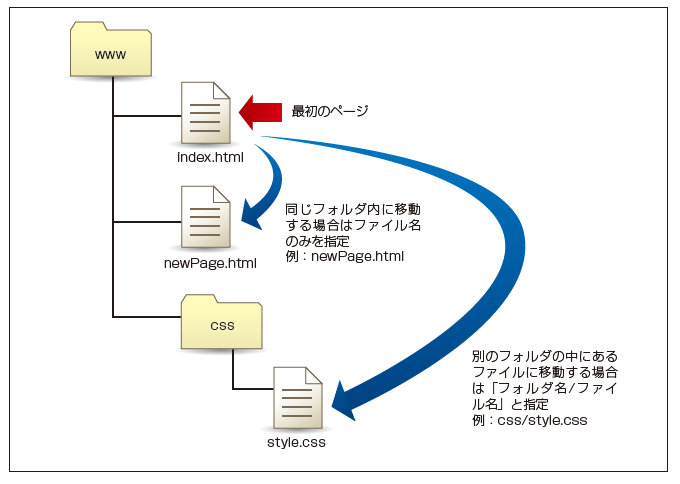 www
最初のページ
index.html
同じフォルダ内に移動
する場合はファイル名
のみを指定
例：newPage.html
newPage.html
css
別のフォルダの中にある
ファイルに移動する場合
は「フォルダ名/ファイ
ル名」と指定
例：css/style.css
style.css